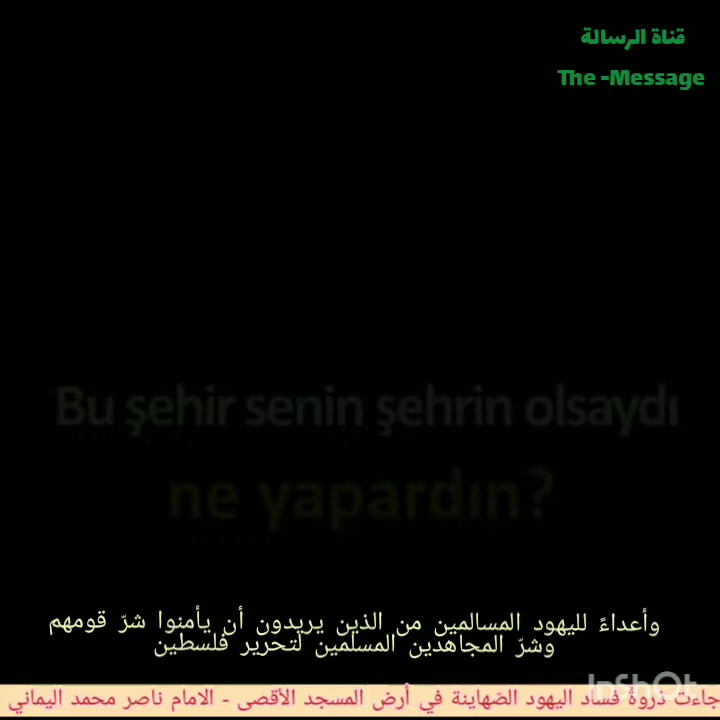 قناة الرسالة
The -Message
Bu şehir senin şehrin olsaydı
ne yapardın?
وأعداءً لليهود المسالمين من الذين يريدون أن يأمنوا شرّ قومهم
وشرّ المجاهدين المسلمين لتحرير فلسطين
InShOt
جاءت ذروة فساد اليهود الصّهاينة في أرض المسجد الأقصى - الامام ناصر محمد اليماني